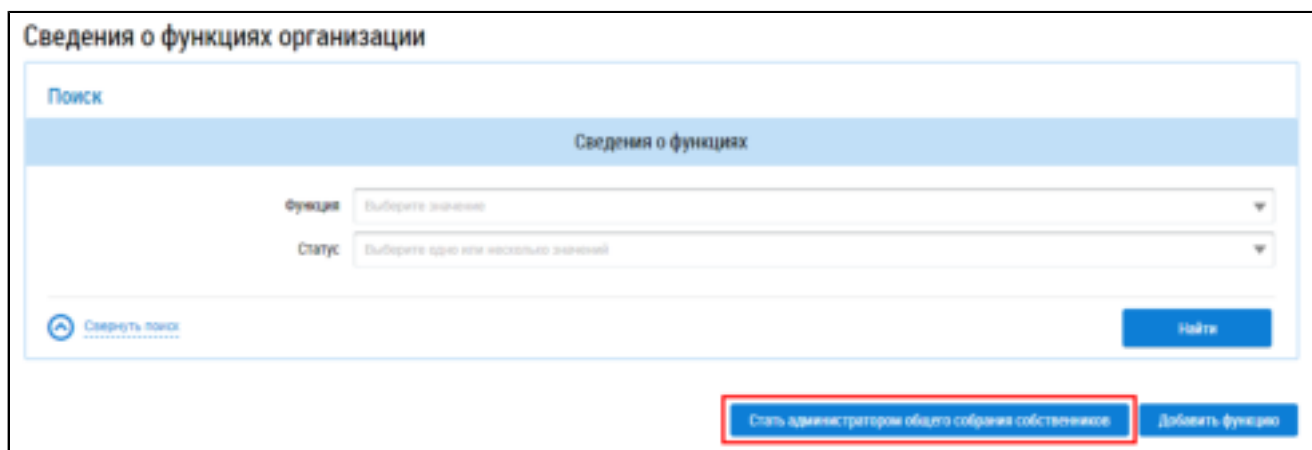 Сведения о функциях организации
Поиск
Сведения о функциях
Функция Выберите значение
Статус Выберите одно или несколько значений
Свернуть поиск
Найти
Стать администратором общего собрания собственников Добавить функцию